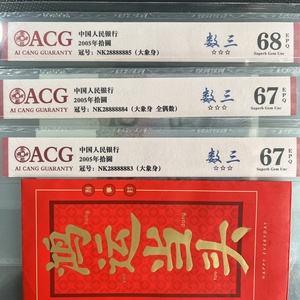 ACG
AI CANG GUARANTY
中国人民银行
2005年拾圆
冠号:NK28888885(大象身)
数三
☆☆☆
68 EPQ
Superb Gem Unc
ACG
AI CANG GUARANTY
中国人民银行
2005年拾圆
冠号:NK28888884(大象身 全偶数)
数三
☆☆☆
67 EPQ
Superb Gem Unc
ACG
AI CANG GUARANTY
中国人民银行
2005年拾圆
冠号:NK28888883(大象身)
数三
☆☆☆
67 EPQ
Superb Gem Unc
鸿运当头
HAPPY EVERYDAY